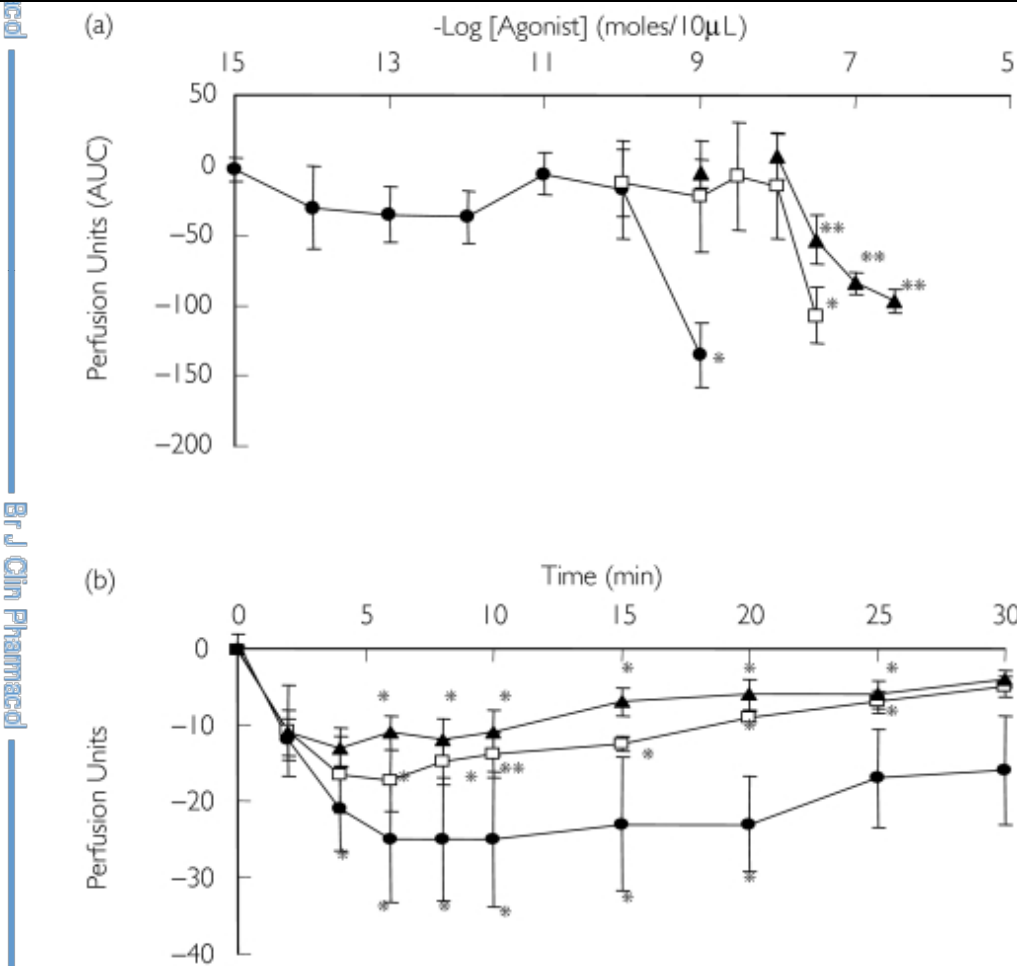 (a)
-Log [Agonist] (moles/10μL)
15 13 11 9 7 5
50
0
−50
−100
−150
−200
Perfusion Units (AUC)
*
*
**
**
**
Br J Clin Pharmacol
(b)
Time (min)
0 5 10 15 20 25 30
0
−10
−20
−30
−40
Perfusion Units
* * * * * *
* * ** * * *
* * * * * *